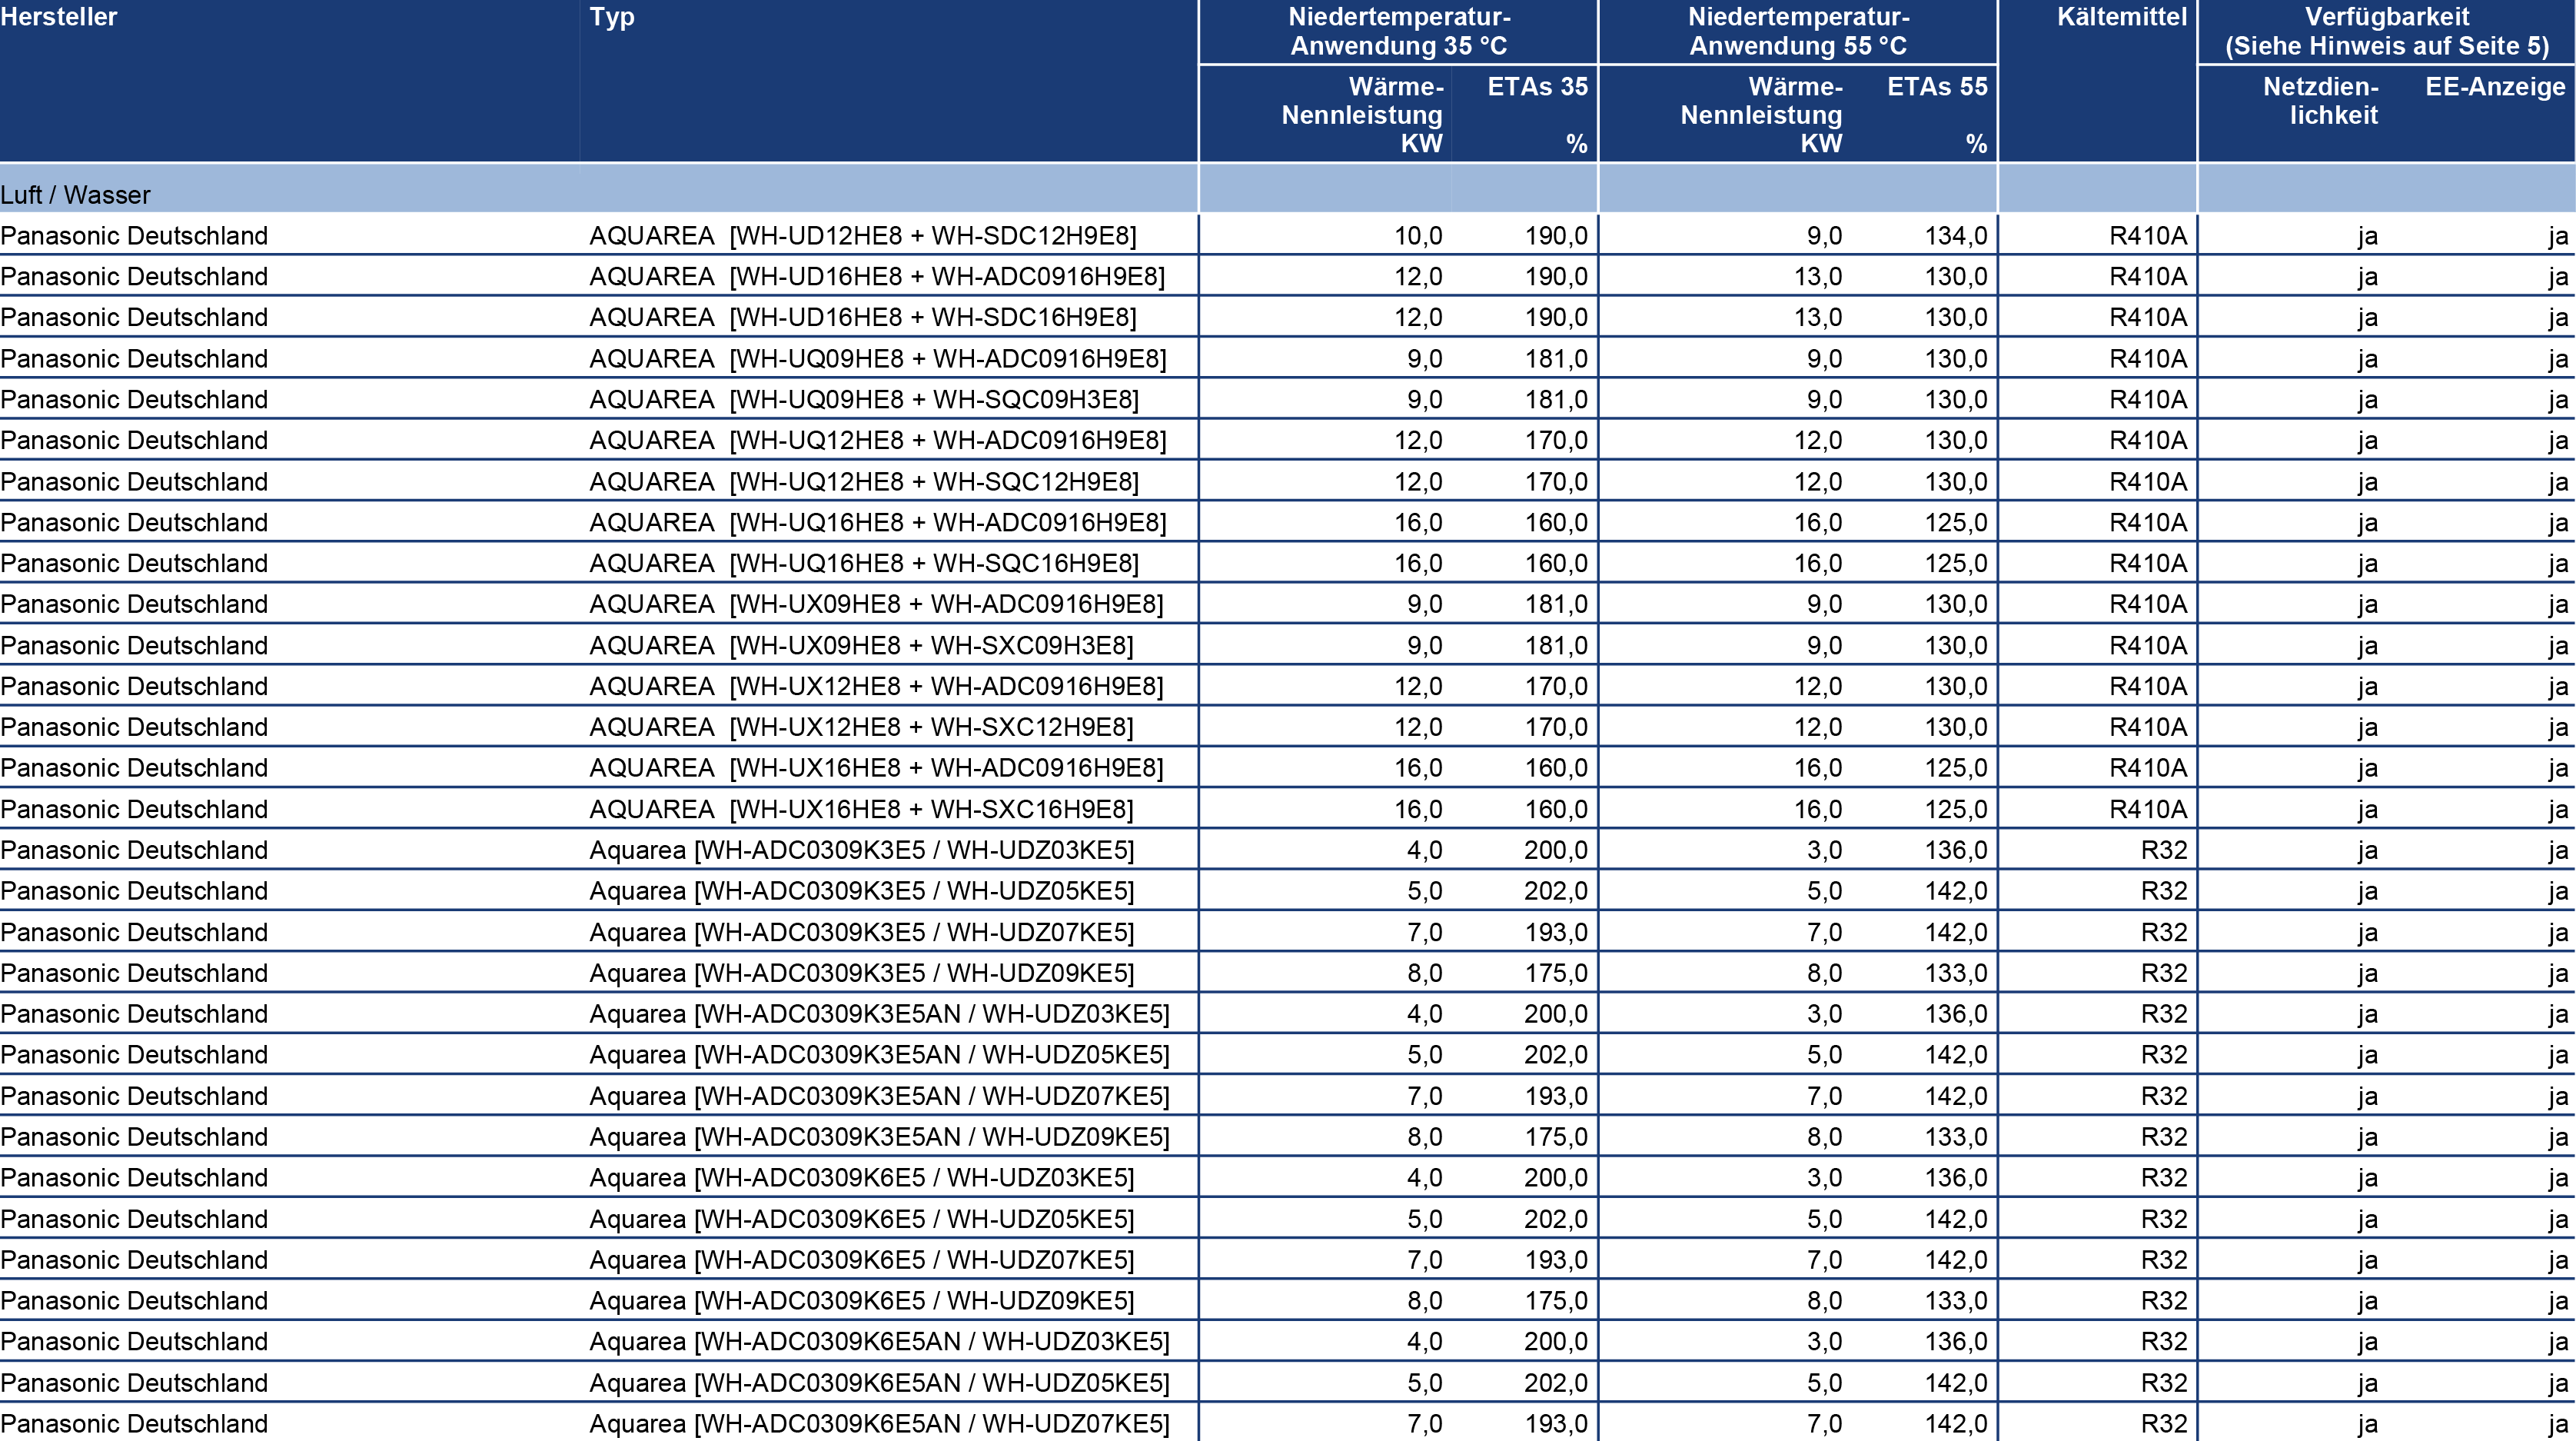 Hersteller Typ Niedertemperatur- Niedertemperatur- Kältemittel Verfügbarkeit
Anwendung 35 °C Anwendung 55 °C (Siehe Hinweis auf Seite 5)
Wärme- ETAs 35 Wärme- ETAs 55 Netzdien- EE-Anzeige
Nennleistung Nennleistung lichkeit
KW % KW %
Luft / Wasser
Panasonic Deutschland AQUAREA [WH-UD12HE8 + WH-SDC12H9E8] 10,0 190,0 9,0 134,0 R410A ja ja
Panasonic Deutschland AQUAREA [WH-UD16HE8 + WH-ADC0916H9E8] 12,0 190,0 13,0 130,0 R410A ja ja
Panasonic Deutschland AQUAREA [WH-UD16HE8 + WH-SDC16H9E8] 12,0 190,0 13,0 130,0 R410A ja ja
Panasonic Deutschland AQUAREA [WH-UQ09HE8 + WH-ADC0916H9E8] 9,0 181,0 9,0 130,0 R410A ja ja
Panasonic Deutschland AQUAREA [WH-UQ09HE8 + WH-SQC09H3E8] 9,0 181,0 9,0 130,0 R410A ja ja
Panasonic Deutschland AQUAREA [WH-UQ12HE8 + WH-ADC0916H9E8] 12,0 170,0 12,0 130,0 R410A ja ja
Panasonic Deutschland AQUAREA [WH-UQ12HE8 + WH-SQC12H9E8] 12,0 170,0 12,0 130,0 R410A ja ja
Panasonic Deutschland AQUAREA [WH-UQ16HE8 + WH-ADC0916H9E8] 16,0 160,0 16,0 125,0 R410A ja ja
Panasonic Deutschland AQUAREA [WH-UQ16HE8 + WH-SQC16H9E8] 16,0 160,0 16,0 125,0 R410A ja ja
Panasonic Deutschland AQUAREA [WH-UX09HE8 + WH-ADC0916H9E8] 9,0 181,0 9,0 130,0 R410A ja ja
Panasonic Deutschland AQUAREA [WH-UX09HE8 + WH-SXC09H3E8] 9,0 181,0 9,0 130,0 R410A ja ja
Panasonic Deutschland AQUAREA [WH-UX12HE8 + WH-ADC0916H9E8] 12,0 170,0 12,0 130,0 R410A ja ja
Panasonic Deutschland AQUAREA [WH-UX12HE8 + WH-SXC12H9E8] 12,0 170,0 12,0 130,0 R410A ja ja
Panasonic Deutschland AQUAREA [WH-UX16HE8 + WH-ADC0916H9E8] 16,0 160,0 16,0 125,0 R410A ja ja
Panasonic Deutschland AQUAREA [WH-UX16HE8 + WH-SXC16H9E8] 16,0 160,0 16,0 125,0 R410A ja ja
Panasonic Deutschland Aquarea [WH-ADC0309K3E5 / WH-UDZ03KE5] 4,0 200,0 3,0 136,0 R32 ja ja
Panasonic Deutschland Aquarea [WH-ADC0309K3E5 / WH-UDZ05KE5] 5,0 202,0 5,0 142,0 R32 ja ja
Panasonic Deutschland Aquarea [WH-ADC0309K3E5 / WH-UDZ07KE5] 7,0 193,0 7,0 142,0 R32 ja ja
Panasonic Deutschland Aquarea [WH-ADC0309K3E5 / WH-UDZ09KE5] 8,0 175,0 8,0 133,0 R32 ja ja
Panasonic Deutschland Aquarea [WH-ADC0309K3E5AN / WH-UDZ03KE5] 4,0 200,0 3,0 136,0 R32 ja ja
Panasonic Deutschland Aquarea [WH-ADC0309K3E5AN / WH-UDZ05KE5] 5,0 202,0 5,0 142,0 R32 ja ja
Panasonic Deutschland Aquarea [WH-ADC0309K3E5AN / WH-UDZ07KE5] 7,0 193,0 7,0 142,0 R32 ja ja
Panasonic Deutschland Aquarea [WH-ADC0309K3E5AN / WH-UDZ09KE5] 8,0 175,0 8,0 133,0 R32 ja ja
Panasonic Deutschland Aquarea [WH-ADC0309K6E5 / WH-UDZ03KE5] 4,0 200,0 3,0 136,0 R32 ja ja
Panasonic Deutschland Aquarea [WH-ADC0309K6E5 / WH-UDZ05KE5] 5,0 202,0 5,0 142,0 R32 ja ja
Panasonic Deutschland Aquarea [WH-ADC0309K6E5 / WH-UDZ07KE5] 7,0 193,0 7,0 142,0 R32 ja ja
Panasonic Deutschland Aquarea [WH-ADC0309K6E5 / WH-UDZ09KE5] 8,0 175,0 8,0 133,0 R32 ja ja
Panasonic Deutschland Aquarea [WH-ADC0309K6E5AN / WH-UDZ03KE5] 4,0 200,0 3,0 136,0 R32 ja ja
Panasonic Deutschland Aquarea [WH-ADC0309K6E5AN / WH-UDZ05KE5] 5,0 202,0 5,0 142,0 R32 ja ja
Panasonic Deutschland Aquarea [WH-ADC0309K6E5AN / WH-UDZ07KE5] 7,0 193,0 7,0 142,0 R32 ja ja